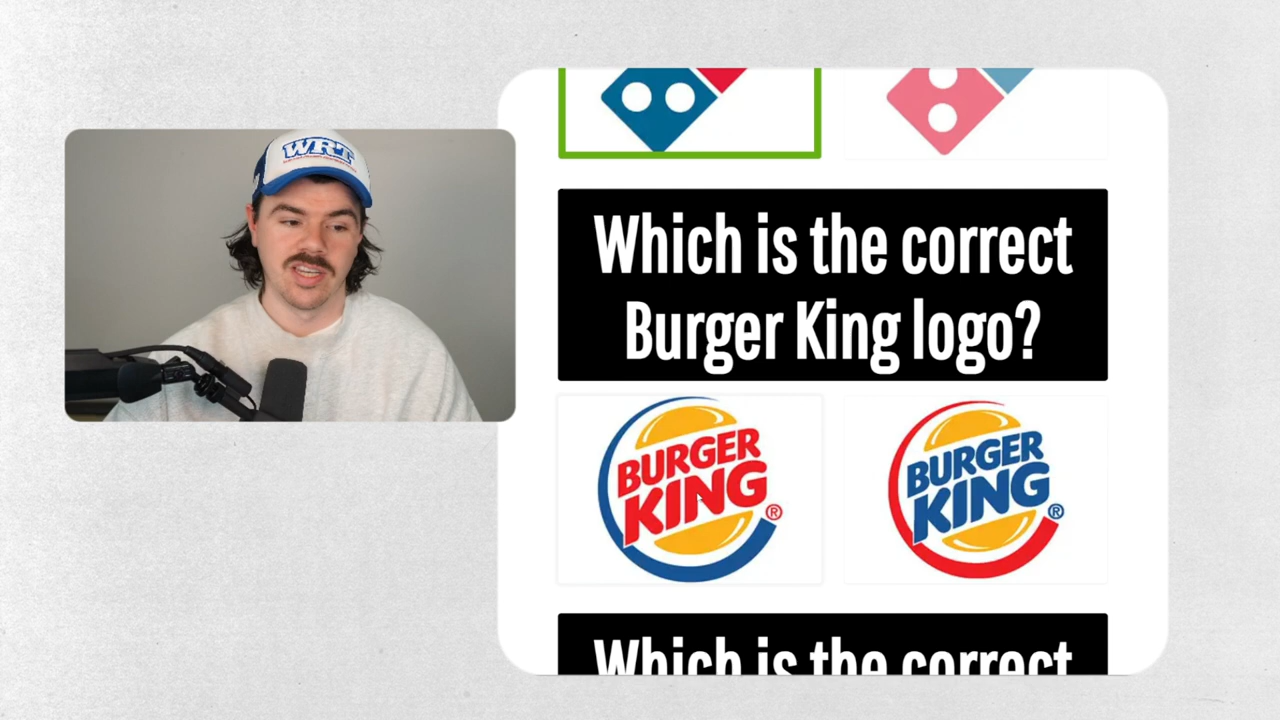 WRT
Which is the correct
Burger King logo?
BURGER
KING
®
BURGER
KING
®
Which is the correct